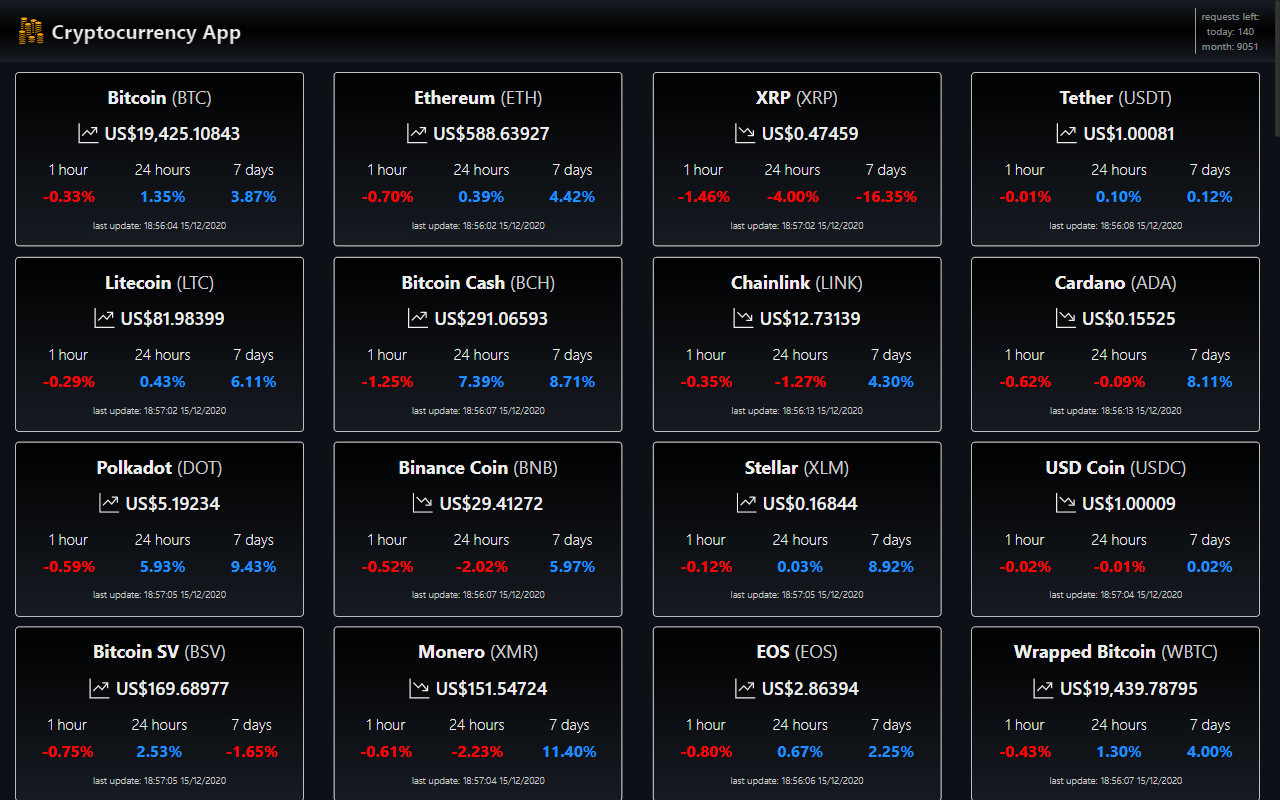 Cryptocurrency App
requests left:
today: 140
month: 9051
Bitcoin (BTC)
US$19,425.10843
1 hour 24 hours 7 days
-0.33% 1.35% 3.87%
last update: 18:56:04 15/12/2020
Ethereum (ETH)
US$588.63927
1 hour 24 hours 7 days
-0.70% 0.39% 4.42%
last update: 18:56:02 15/12/2020
XRP (XRP)
US$0.47459
1 hour 24 hours 7 days
-1.46% -4.00% -16.35%
last update: 18:57:02 15/12/2020
Tether (USDT)
US$1.00081
1 hour 24 hours 7 days
-0.01% 0.10% 0.12%
last update: 18:56:08 15/12/2020
Litecoin (LTC)
US$81.98399
1 hour 24 hours 7 days
-0.29% 0.43% 6.11%
last update: 18:57:02 15/12/2020
Bitcoin Cash (BCH)
US$291.06593
1 hour 24 hours 7 days
-1.25% 7.39% 8.71%
last update: 18:56:07 15/12/2020
Chainlink (LINK)
US$12.73139
1 hour 24 hours 7 days
-0.35% -1.27% 4.30%
last update: 18:56:13 15/12/2020
Cardano (ADA)
US$0.15525
1 hour 24 hours 7 days
-0.62% -0.09% 8.11%
last update: 18:56:13 15/12/2020
Polkadot (DOT)
US$5.19234
1 hour 24 hours 7 days
-0.59% 5.93% 9.43%
last update: 18:57:05 15/12/2020
Binance Coin (BNB)
US$29.41272
1 hour 24 hours 7 days
-0.52% -2.02% 5.97%
last update: 18:56:07 15/12/2020
Stellar (XLM)
US$0.16844
1 hour 24 hours 7 days
-0.12% 0.03% 8.92%
last update: 18:57:05 15/12/2020
USD Coin (USDC)
US$1.00009
1 hour 24 hours 7 days
-0.02% -0.01% 0.02%
last update: 18:57:04 15/12/2020
Bitcoin SV (BSV)
US$169.68977
1 hour 24 hours 7 days
-0.75% 2.53% -1.65%
last update: 18:57:05 15/12/2020
Monero (XMR)
US$151.54724
1 hour 24 hours 7 days
-0.61% -2.23% 11.40%
last update: 18:57:04 15/12/2020
EOS (EOS)
US$2.86394
1 hour 24 hours 7 days
-0.80% 0.67% 2.25%
last update: 18:56:06 15/12/2020
Wrapped Bitcoin (WBTC)
US$19,439.78795
1 hour 24 hours 7 days
-0.43% 1.30% 4.00%
last update: 18:56:07 15/12/2020